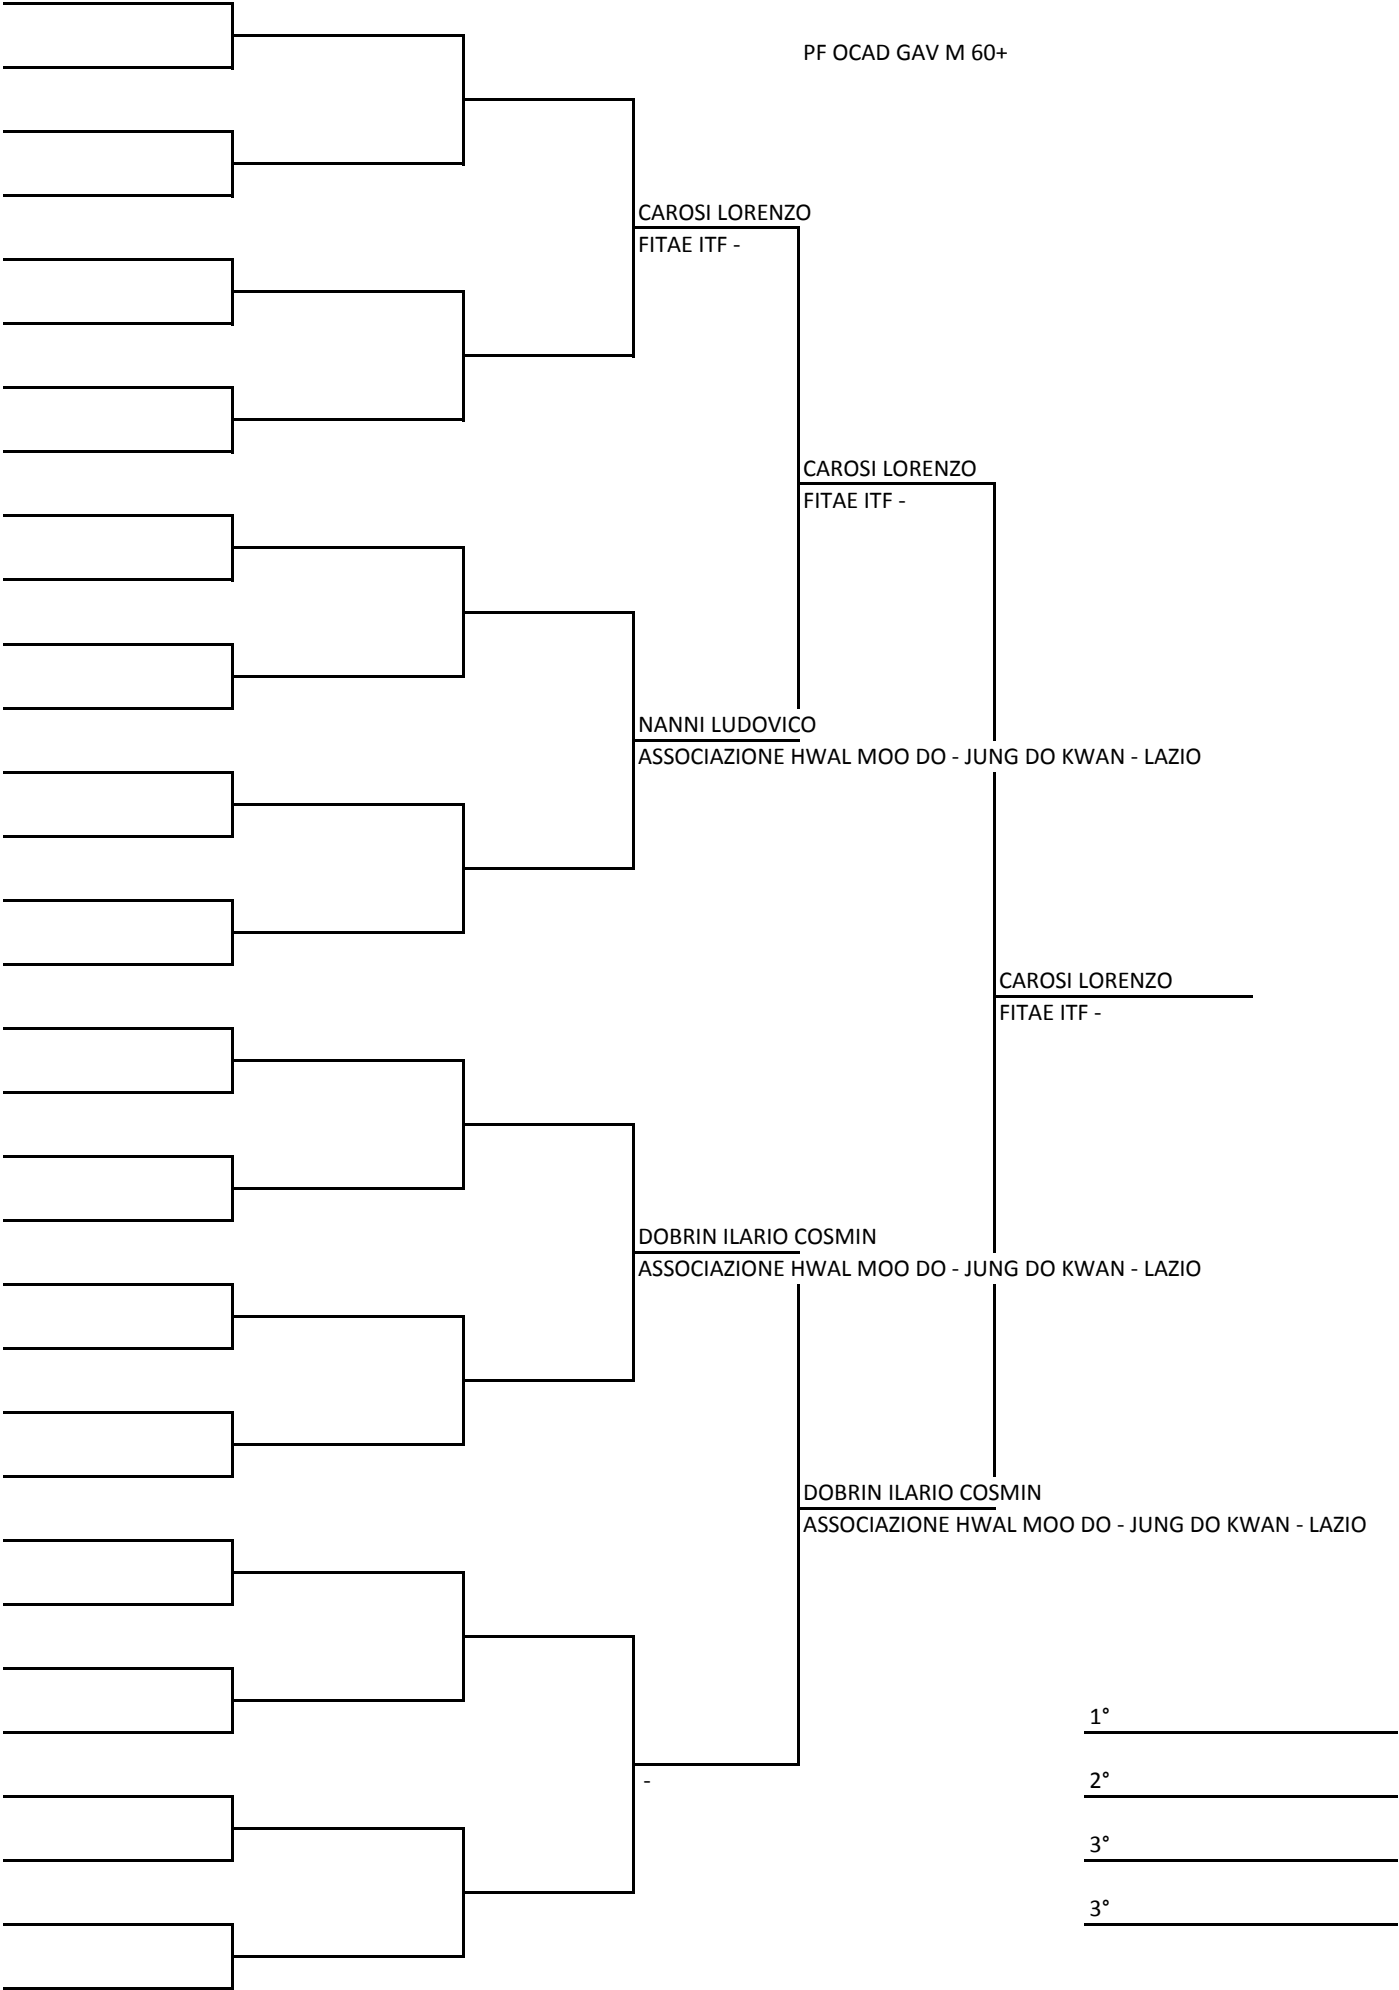 PF OCAD GAV M 60+
CAROSI LORENZO
FITAE ITF -
CAROSI LORENZO
FITAE ITF -
NANNI LUDOVICO
ASSOCIAZIONE HWAL MOO DO - JUNG DO KWAN - LAZIO
CAROSI LORENZO
FITAE ITF -
DOBRIN ILARIO COSMIN
ASSOCIAZIONE HWAL MOO DO - JUNG DO KWAN - LAZIO
DOBRIN ILARIO COSMIN
ASSOCIAZIONE HWAL MOO DO - JUNG DO KWAN - LAZIO
1°
-
2°
3°
3°